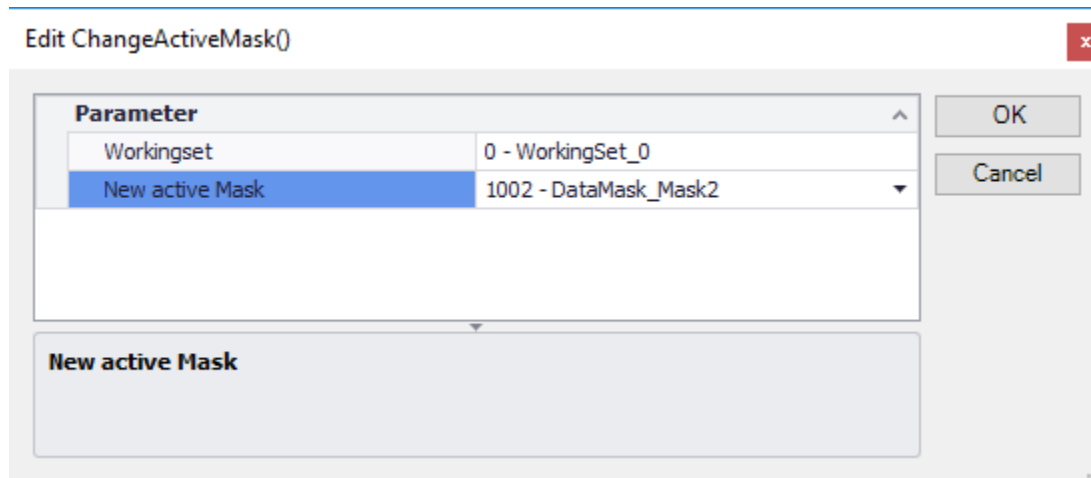 Edit ChangeActiveMask()
x
Parameter
OK
Workingset 0 - WorkingSet_0
Cancel
New active Mask 1002 - DataMask_Mask2
New active Mask